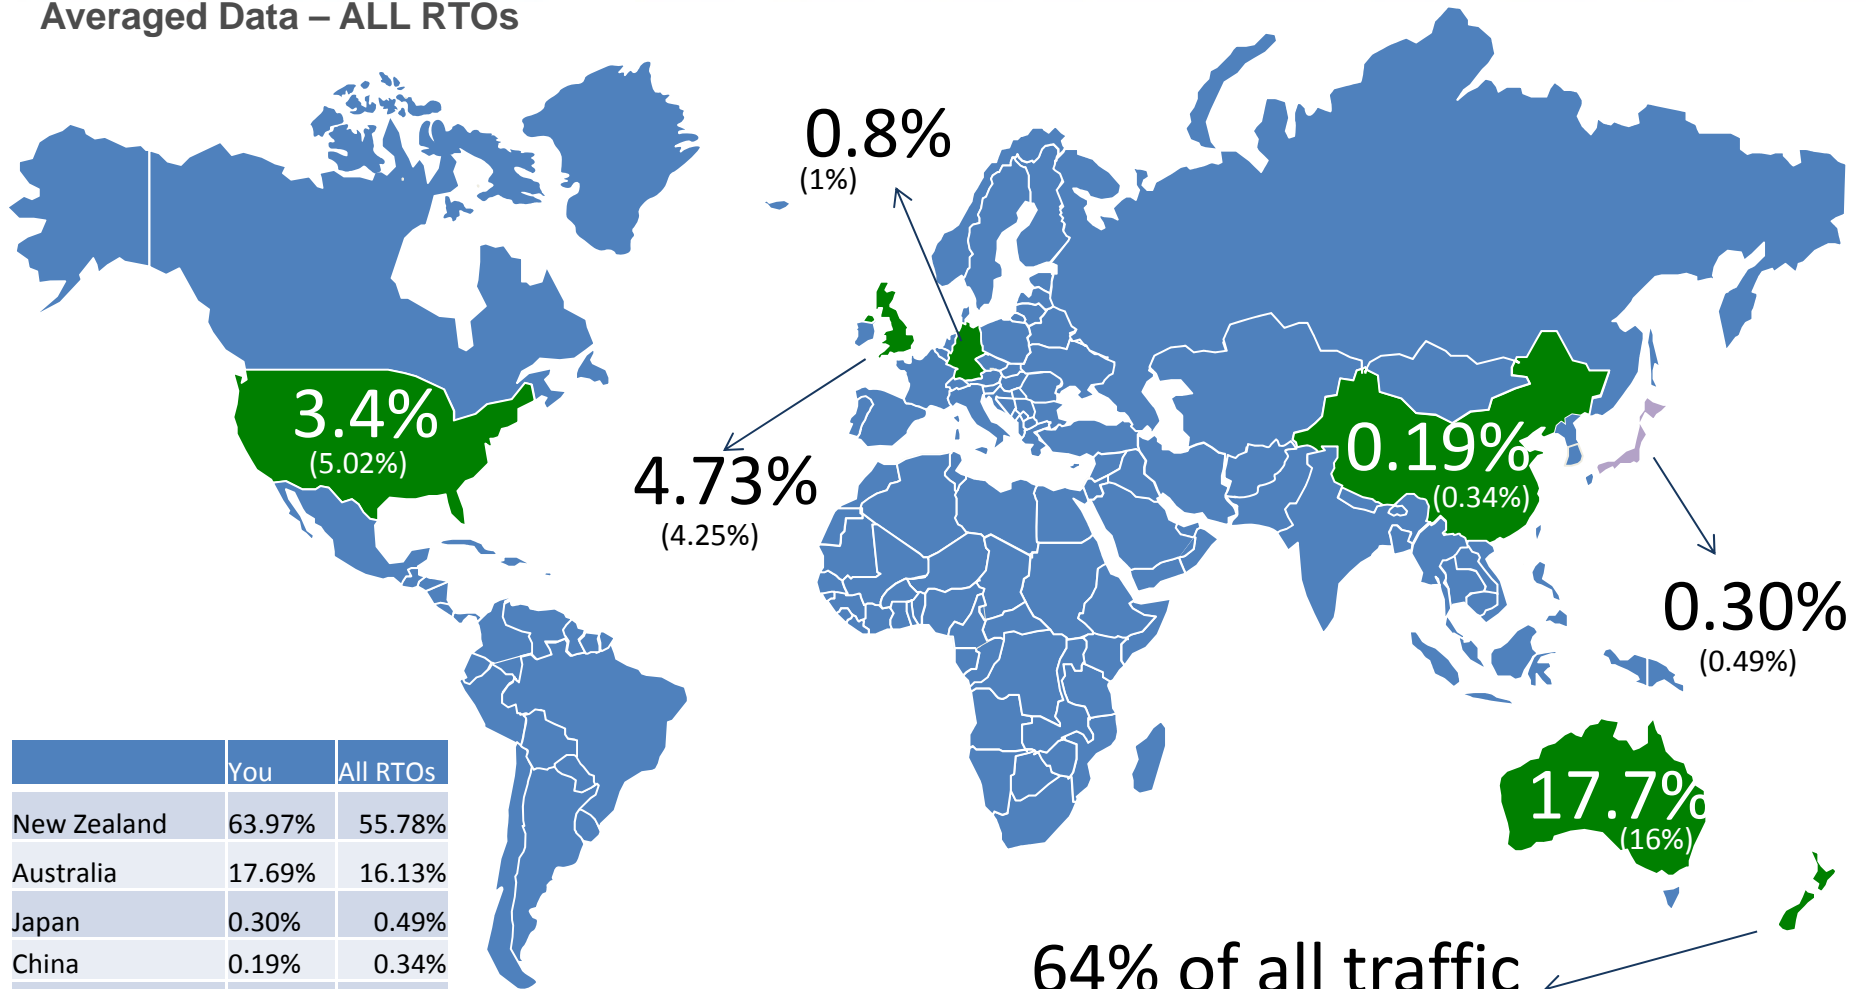 Averaged Data – ALL RTOs
0.8%
(1%)
3.4%
(5.02%)
4.73%
(4.25%)
0.19%
(0.34%)
0.30%
(0.49%)
17.7%
(16%)
64% of all traffic
You All RTOs
New Zealand 63.97% 55.78%
Australia 17.69% 16.13%
Japan 0.30% 0.49%
China 0.19% 0.34%